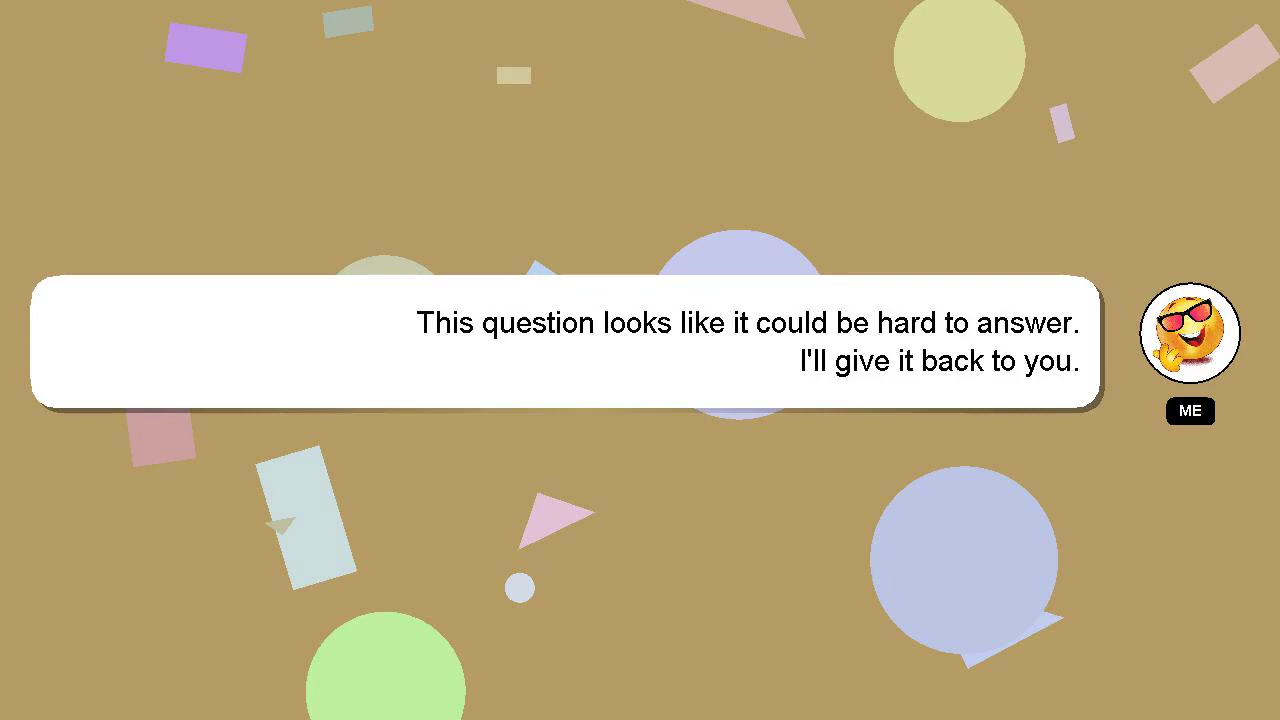 This question looks like it could be hard to answer.
I'll give it back to you.
ME